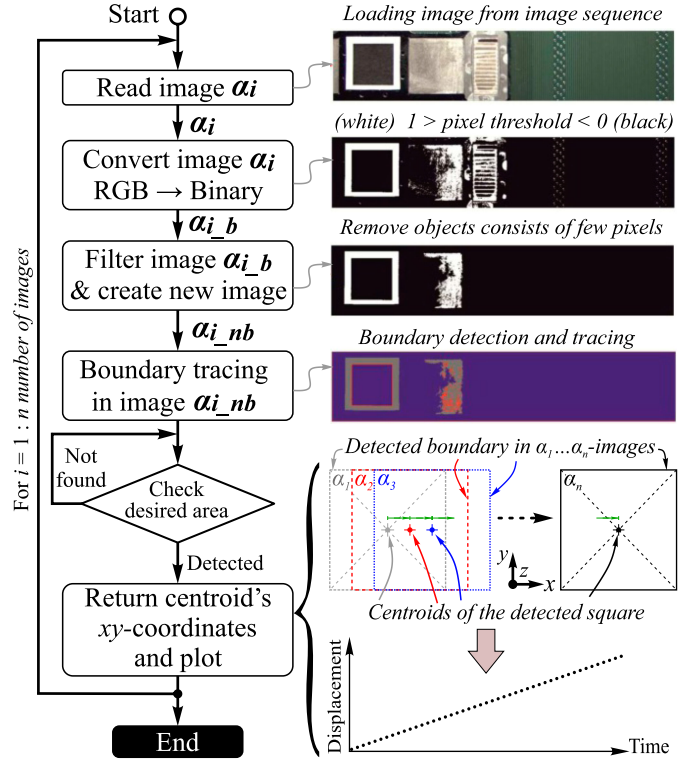 Start
Loading image from image sequence
Read image αi
αi
(white) 1 > pixel threshold < 0 (black)
Convert image αi
RGB → Binary
αi_b
Remove objects consists of few pixels
Filter image αi_b
& create new image
αi_nb
Boundary detection and tracing
Boundary tracing
in image αi_nb
For i = 1 : n number of images
Not
found
Check
desired area
Detected
Detected boundary in α1...αn-images
α1
α2
α3
αn
y
z
x
Return centroid's
xy-coordinates
and plot
Centroids of the detected square
Displacement
Time
End